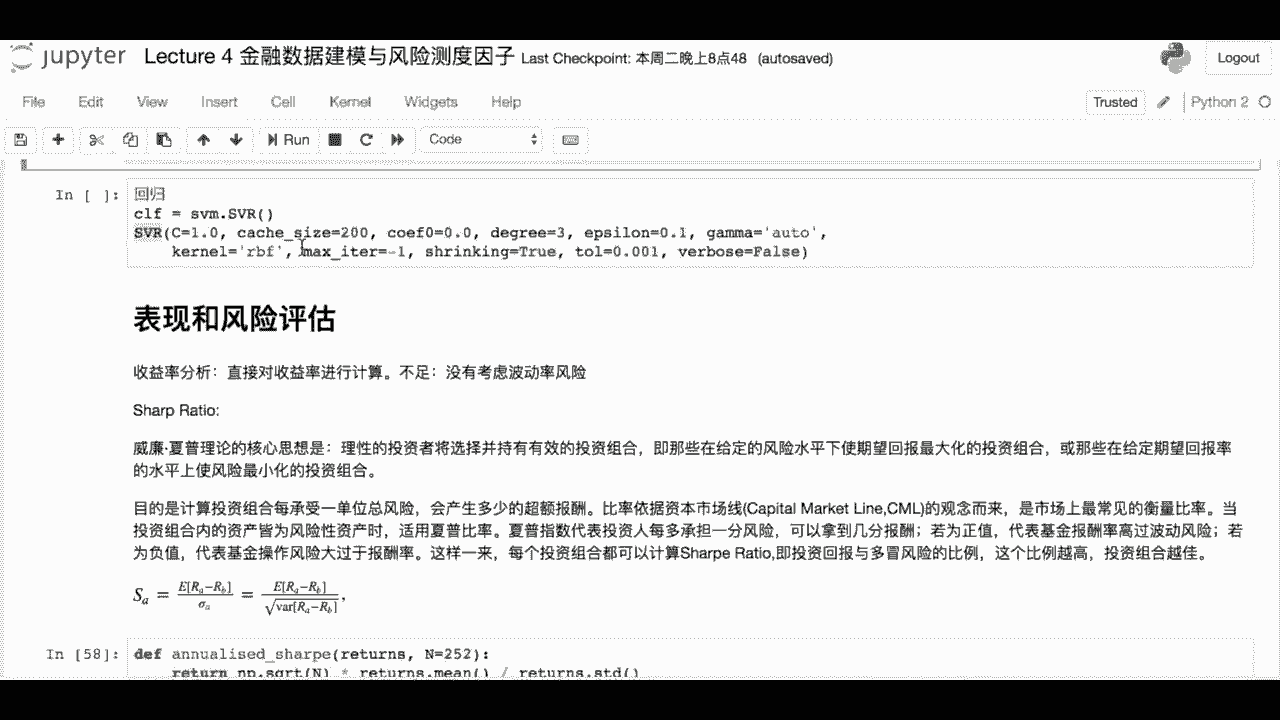 jupyter Lecture 4 金融数据建模与风险测度因子 Last Checkpoint: 本周二晚上8点48 (autosaved) Logout
File Edit View Insert Cell Kernel Widgets Help Trusted Python 2
Run Code
In [ ]: 回归
clf = svm.SVR()
SVR(C=1.0, cache_size=200, coef0=0.0, degree=3, epsilon=0.1, gamma='auto',
kernel='rbf', max_iter=-1, shrinking=True, tol=0.001, verbose=False)
表现和风险评估
收益率分析：直接对收益率进行计算。不足：没有考虑波动率风险
Sharp Ratio:
威廉·夏普理论的核心思想是：理性的投资者将选择并持有有效的投资组合，即那些在给定的风险水平下使期望回报最大化的投资组合，或那些在给定期望回报率
的水平上使风险最小化的投资组合。
目的是计算投资组合每承受一单位总风险，会产生多少的超额报酬。比率依据资本市场线(Capital Market Line,CML)的观念而来，是市场上最常见的衡量比率。当
投资组合内的资产皆为风险性资产时，适用夏普比率。夏普指数代表投资人每多承担一分风险，可以拿到几分报酬；若为正值，代表基金报酬率高过波动风险；若
为负值，代表基金操作风险大过于报酬率。这样一来，每个投资组合都可以计算Sharpe Ratio,即投资回报与多冒风险的比例，这个比例越高，投资组合越佳。
S_a = E[R_a−R_b]/σ_a = E[R_a−R_b]/√var[R_a−R_b],
In [58]: def annualised_sharpe(returns, N=252):
return np.sqrt(N) * returns.mean() / returns.std()